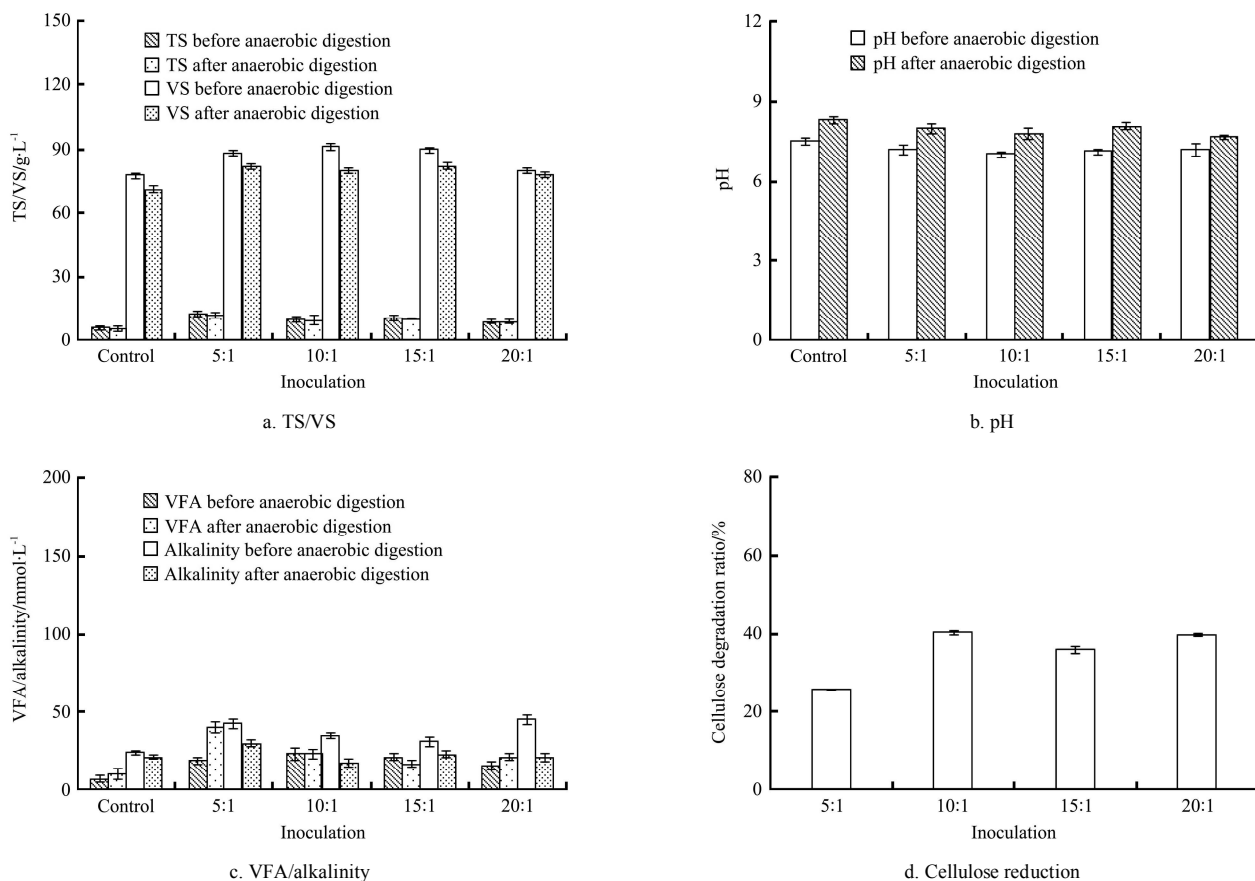 150
120
90
60
30
0
TS/VS/g·L⁻¹
TS before anaerobic digestion
TS after anaerobic digestion
VS before anaerobic digestion
VS after anaerobic digestion
Control 5:1 10:1 15:1 20:1
Inoculation
a. TS/VS
12
9
6
3
0
pH
pH before anaerobic digestion
pH after anaerobic digestion
Control 5:1 10:1 15:1 20:1
Inoculation
b. pH
200
150
100
50
0
VFA/alkalinity/mmol·L⁻¹
VFA before anaerobic digestion
VFA after anaerobic digestion
Alkalinity before anaerobic digestion
Alkalinity after anaerobic digestion
Control 5:1 10:1 15:1 20:1
Inoculation
c. VFA/alkalinity
80
60
40
20
0
Cellulose degradation ratio/%
5:1 10:1 15:1 20:1
Inoculation
d. Cellulose reduction